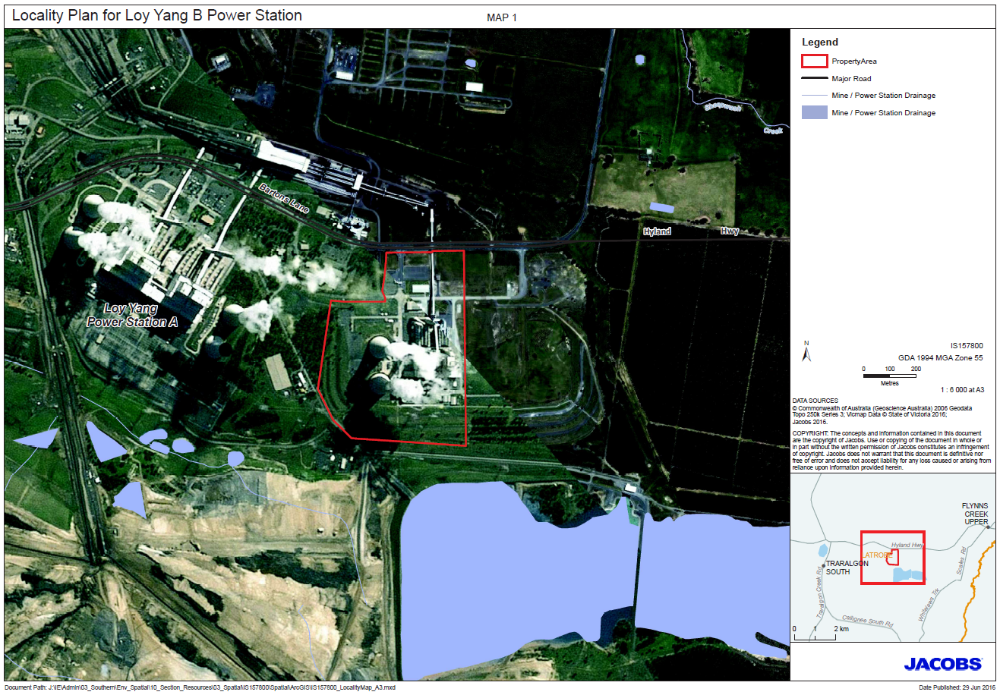 Locality Plan for Loy Yang B Power Station
MAP 1
Bartons Lane
Loy Yang
Power Station A
Hyland
Hwy
Sheepwash
Creek
Legend
PropertyArea
Major Road
Mine / Power Station Drainage
Mine / Power Station Drainage
N
IS157800
GDA 1994 MGA Zone 55
0 100 200
Metres
1 : 6 000 at A3
DATA SOURCES
© Commonwealth of Australia (Geoscience Australia) 2006 Geodata
Topo 250k Series 3; Vicmap Data © State of Victoria 2016;
Jacobs 2016.
COPYRIGHT: The concepts and information contained in this document
are the copyright of Jacobs. Use or copying of the document in whole or
in part without the written permission of Jacobs constitutes an infringement
of copyright. Jacobs does not warrant that this document is definitive nor
free of error and does not accept liability for any loss caused or arising from
reliance upon information provided herein.
FLYNNS
CREEK
UPPER
Hyland Hwy
LATROBE
TRARALGON
SOUTH
Traralgon Creek Rd
Scales Rd
Whitelaws Trk
Callignee South Rd
0 1 2 km
JACOBS
Document Path: J:\IE\Admin\03_Southern\Env_Spatial\10_Section_Resources\03_Spatial\IS157800\Spatial\ArcGIS\IS157800_LocalityMap_A3.mxd
Date Published: 29 Jun 2016